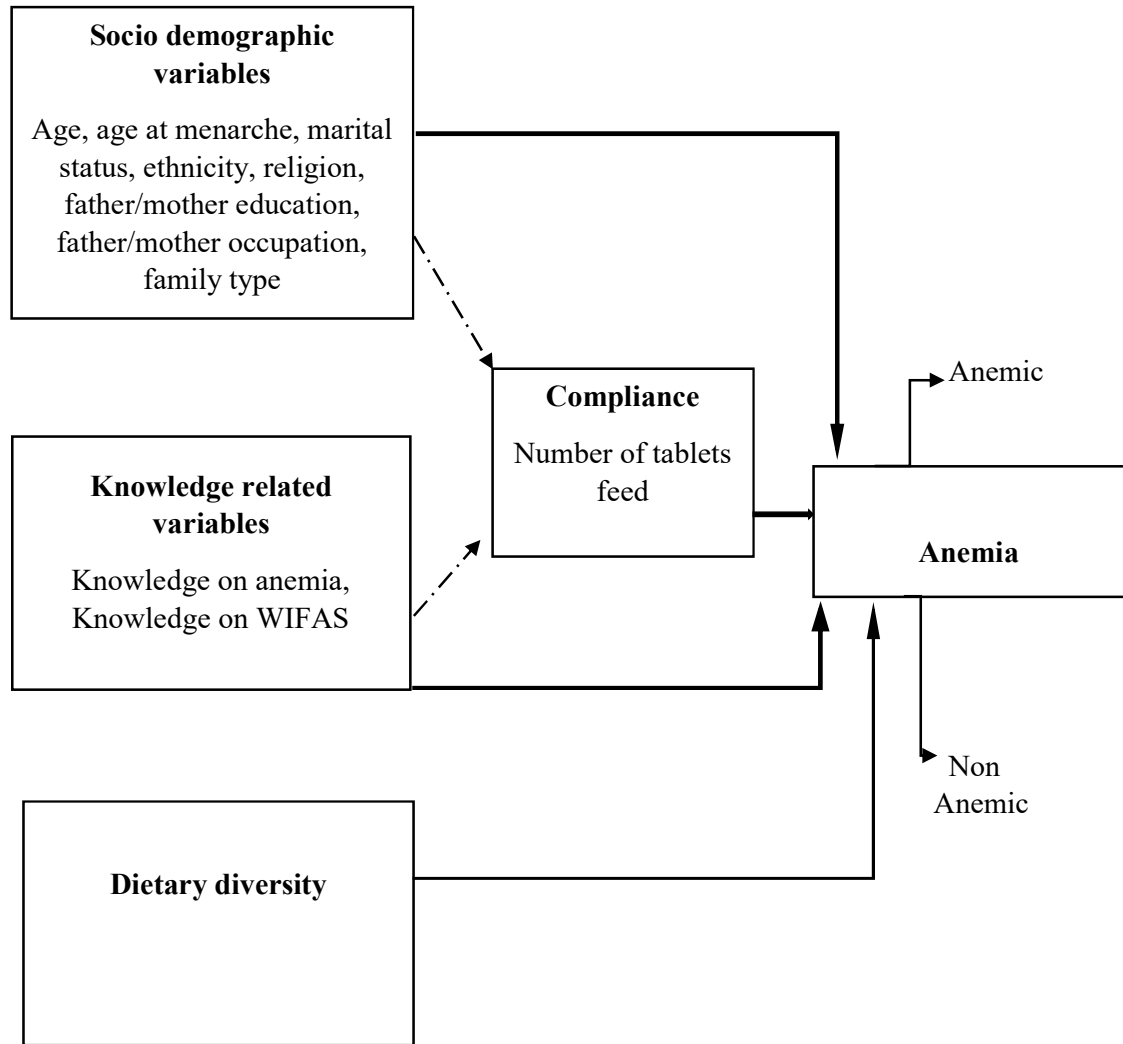 Socio demographic
variables
Age, age at menarche, marital
status, ethnicity, religion,
father/mother education,
father/mother occupation,
family type
Compliance
Number of tablets
feed
Knowledge related
variables
Knowledge on anemia,
Knowledge on WIFAS
Anemic
Anemia
Non
Anemic
Dietary diversity